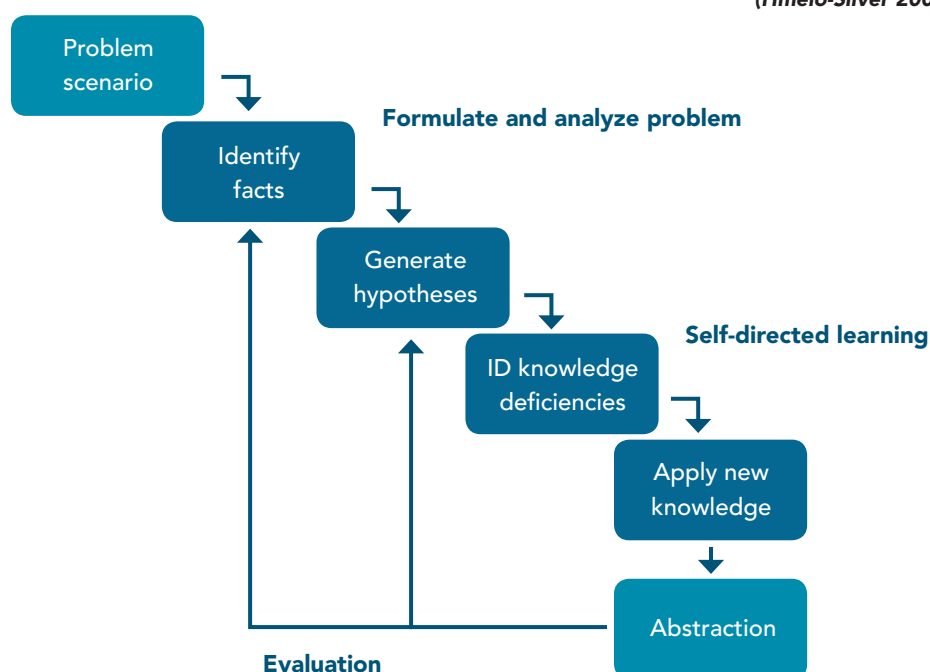 Problem
scenario
Formulate and analyze problem
Identify
facts
Generate
hypotheses
Self-directed learning
ID knowledge
deficiencies
Apply new
knowledge
Abstraction
Evaluation